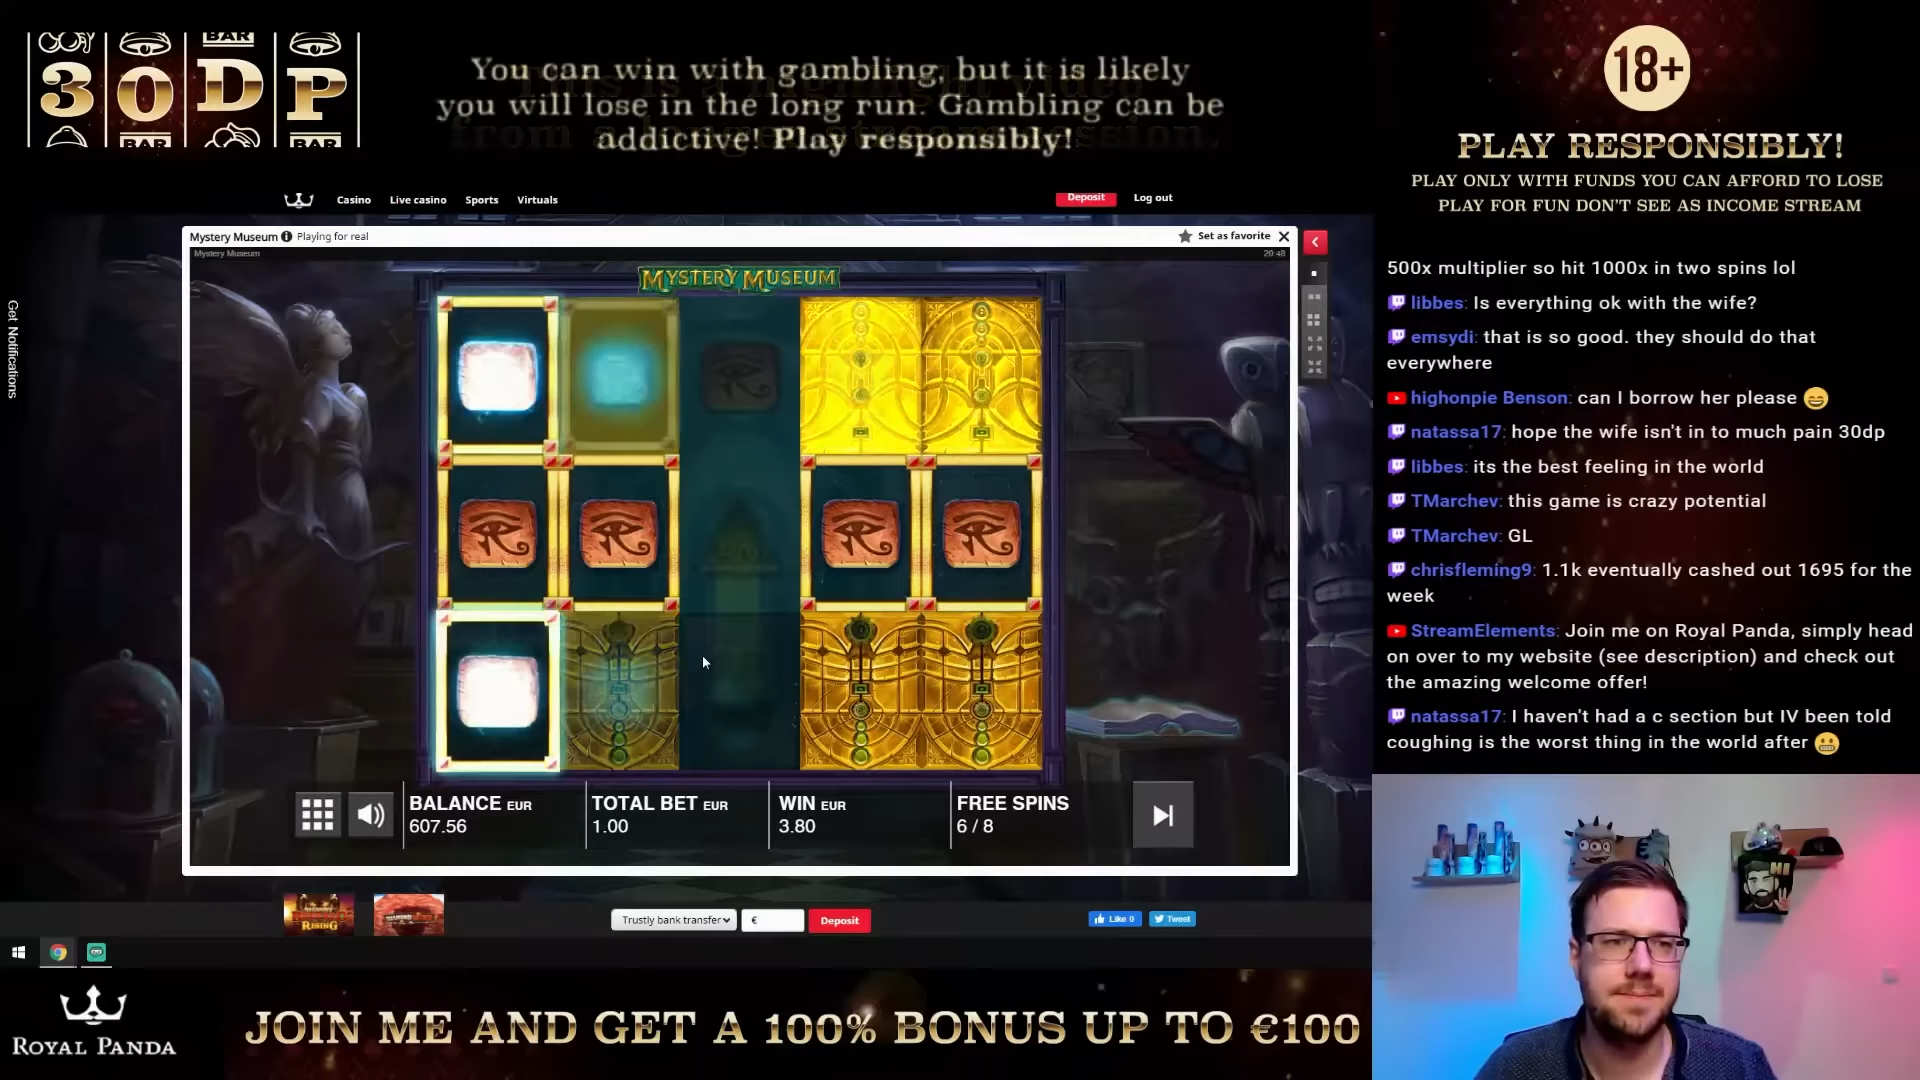 30DP
BAR
BAR
BAR
You can win with gambling, but it is likely
you will lose in the long run. Gambling can be
addictive! Play responsibly!
18+
PLAY RESPONSIBLY!
PLAY ONLY WITH FUNDS YOU CAN AFFORD TO LOSE
PLAY FOR FUN DON'T SEE AS INCOME STREAM
Casino Live casino Sports Virtuals
Deposit Log out
Mystery Museum Playing for real
Set as favorite
Mystery Museum
20:48
MYSTERY MUSEUM
Get Notifications
BALANCE EUR
607.56
TOTAL BET EUR
1.00
WIN EUR
3.80
FREE SPINS
6 / 8
RISING
Trustly bank transfer
€
Deposit
Like 0
Tweet
500x multiplier so hit 1000x in two spins lol
libbes: Is everything ok with the wife?
emsydi: that is so good. they should do that
everywhere
highonpie Benson: can I borrow her please 😄
natassa17: hope the wife isn't in to much pain 30dp
libbes: its the best feeling in the world
TMarchev: this game is crazy potential
TMarchev: GL
chrisfleming9: 1.1k eventually cashed out 1695 for the
week
StreamElements: Join me on Royal Panda, simply head
on over to my website (see description) and check out
the amazing welcome offer!
natassa17: I haven't had a c section but IV been told
coughing is the worst thing in the world after 😬
ROYAL PANDA
JOIN ME AND GET A 100% BONUS UP TO €100